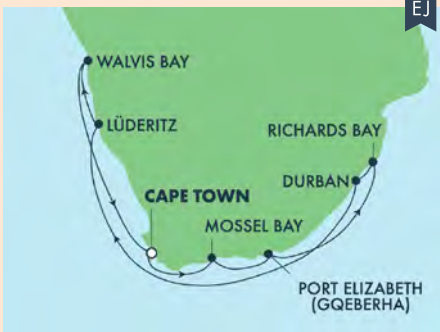 EJ
WALVIS BAY
LÜDERITZ
RICHARDS BAY
DURBAN
CAPE TOWN
MOSSEL BAY
PORT ELIZABETH
(GQEBERHA)